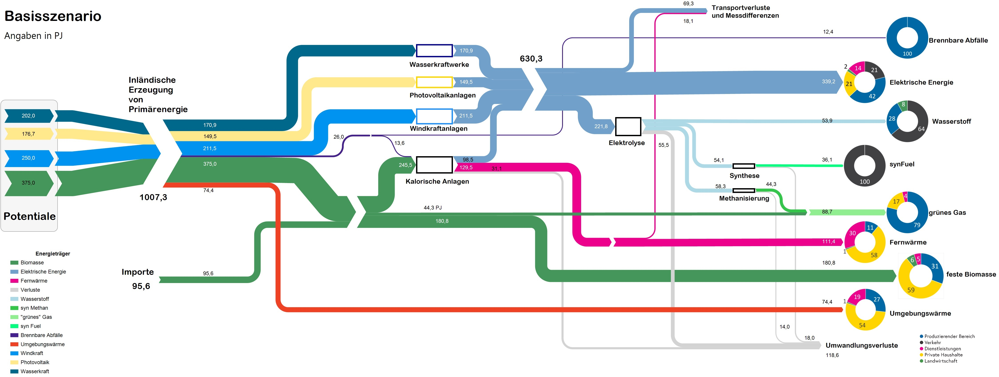 Basisszenario
Angaben in PJ
202,0
176,7
250,0
375,0
Potentiale
Inländische
Erzeugung
von
Primärenergie
1007,3
170,9
149,5
211,5
375,0
74,4
26,0
13,6
Importe
95,6
95,6
Wasserkraftwerke
170,9
Photovoltaikanlagen
149,5
Windkraftanlagen
211,5
245,5
Kalorische Anlagen
98,5
129,5
31,1
44,3 PJ
180,8
630,3
69,3
18,1
Transportverluste
und Messdifferenzen
12,4
100
Brennbare Abfälle
339,2
2
14
21
21
42
Elektrische Energie
221,8
Elektrolyse
55,5
53,9
8
28
64
Wasserstoff
54,1
Synthese
36,1
100
synFuel
58,3
Methanisierung
44,3
88,7
4
17
79
grünes Gas
111,4
11
30
1
58
Fernwärme
180,8
6
5
31
59
feste Biomasse
74,4
19
27
1
54
Umgebungswärme
14,0
18,0
Umwandlungsverluste
118,6
Energieträger
Biomasse
Elektrische Energie
Fernwärme
Verluste
Wasserstoff
syn Methan
"grünes" Gas
syn Fuel
Brennbare Abfälle
Umgebungswärme
Windkraft
Photovoltaik
Wasserkraft
Produzierender Bereich
Verkehr
Dienstleistungen
Private Haushalte
Landwirtschaft